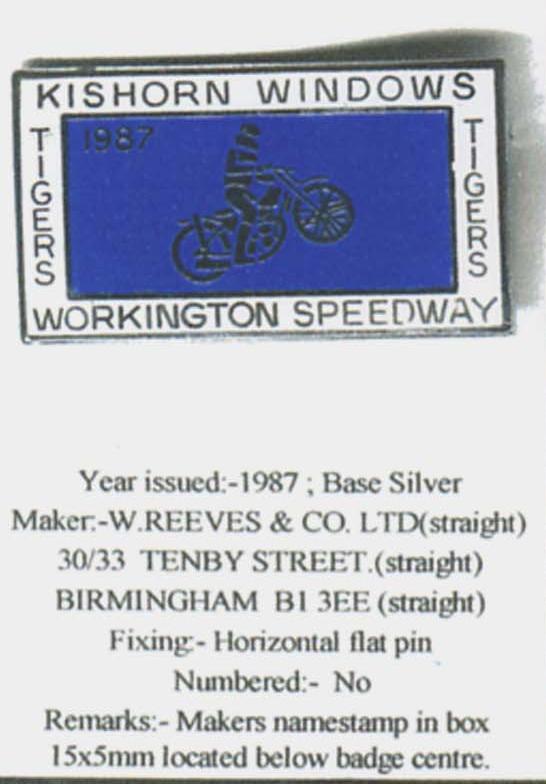 KISHORN WINDOWS
TIGERS
1987
TIGERS
WORKINGTON SPEEDWAY
Year issued:-1987 ; Base Silver
Maker:-W.REEVES & CO. LTD(straight)
30/33 TENBY STREET.(straight)
BIRMINGHAM B1 3EE (straight)
Fixing:- Horizontal flat pin
Numbered:- No
Remarks:- Makers namestamp in box
15x5mm located below badge centre.